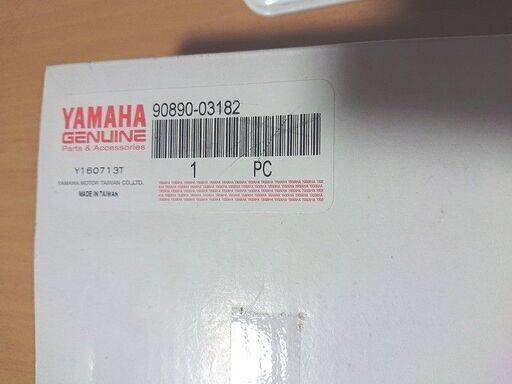 YAMAHA
GENUINE
Parts & Accessories
90890-03182
1 PC
Y160713T
YAMAHA MOTOR TAIWAN CO.,LTD.
MADE IN TAIWAN